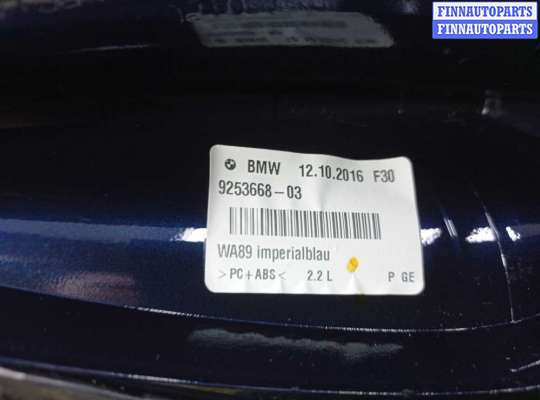 FINNAUTOPARTS
FINNAUTOPARTS
BMW 12.10.2016 F30
9253668-03
WA89 imperialblau
>PC+ABS< 2.2 L P GE